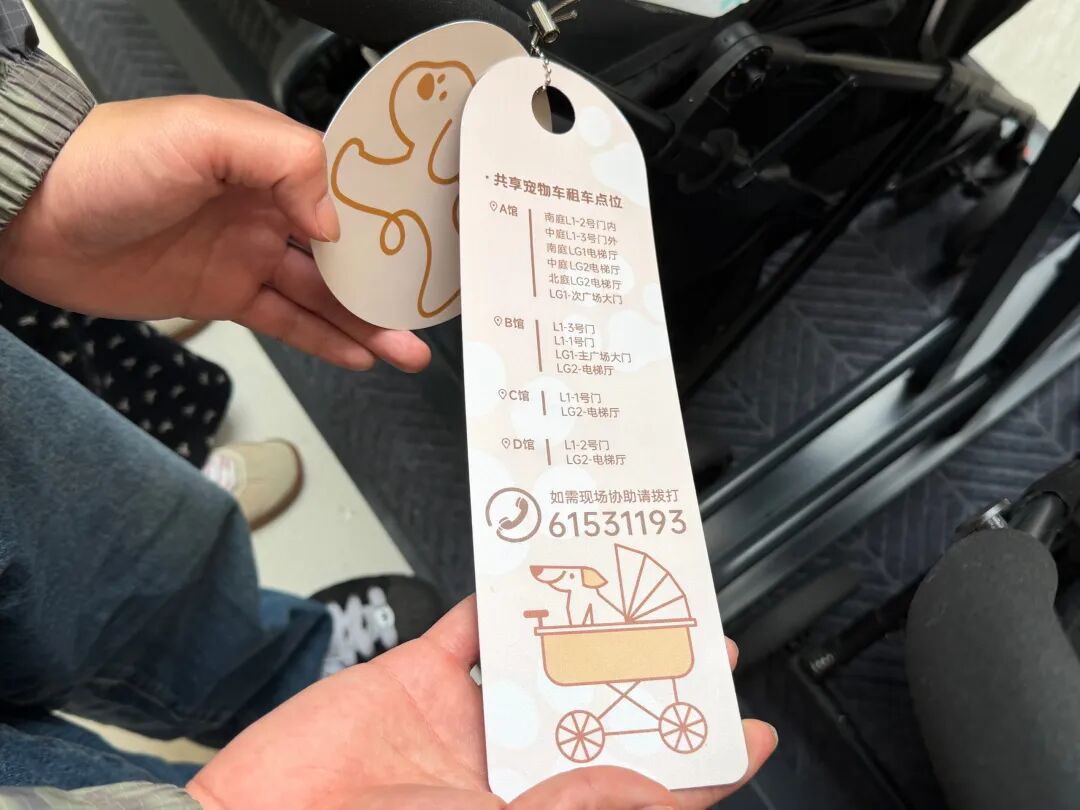 ·共享宠物车租车点位
A馆
南庭L1-2号门内
中庭L1-3号门外
南庭LG1电梯厅
中庭LG2电梯厅
北庭LG2电梯厅
LG1-次广场大门
B馆
L1-3号门
L1-1号门
LG1-主广场大门
LG2-电梯厅
C馆
L1-1号门
LG2-电梯厅
D馆
L1-2号门
LG2-电梯厅
如需现场协助请拨打
61531193